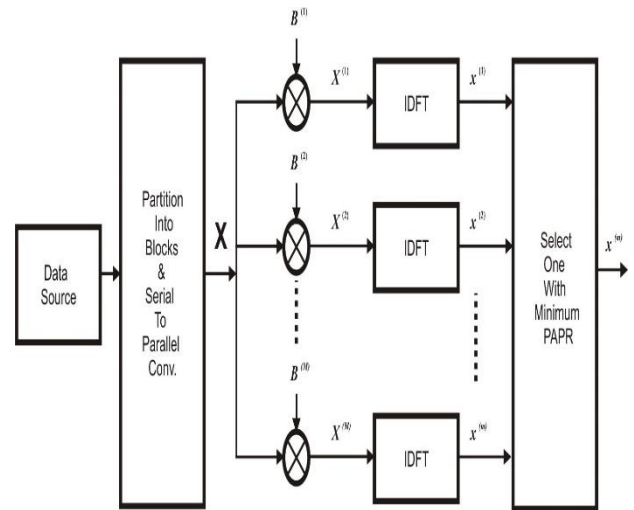 Data
Source
Partition
Into
Blocks
&
Serial
To
Parallel
Conv.
X
B⁽¹⁾
X⁽¹⁾
IDFT
x⁽¹⁾
B⁽²⁾
X⁽²⁾
IDFT
x⁽²⁾
B⁽ᴹ⁾
X⁽ᴹ⁾
IDFT
x⁽ᵐ⁾
Select
One
With
Minimum
PAPR
x⁽ᵐ⁾